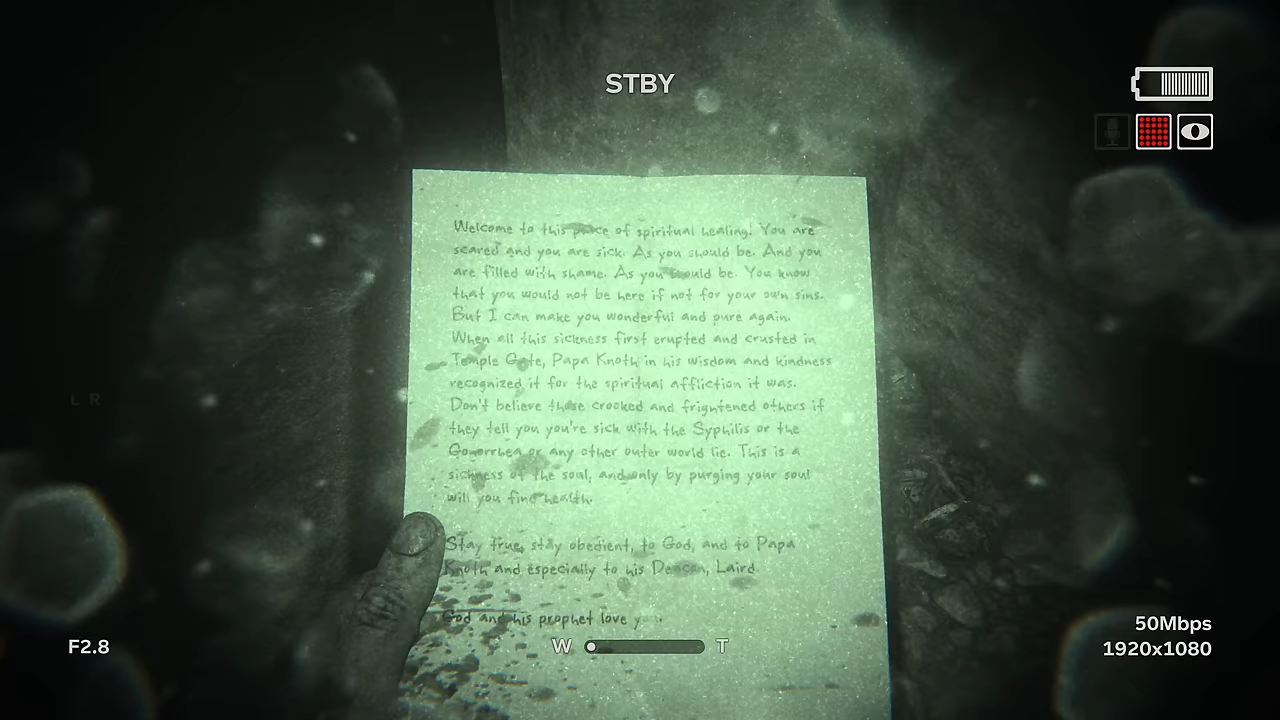 STBY
Welcome to this place of spiritual healing! You are
scared and you are sick. As you should be. And you
are filled with shame. As you should be. You know
that you would not be here if not for your own sins.
But I can make you wonderful and pure again.
When all this sickness first erupted and crusted in
Temple Gate, Papa Knoth in his wisdom and kindness
recognized it for the spiritual affliction it was.
Don't believe those crooked and frightened others if
they tell you you're sick with the Syphilis or the
Gonorrhea or any other outer world lie. This is a
sickness of the soul, and only by purging your soul
will you find health.
Stay true, stay obedient, to God, and to Papa
Knoth and especially to his Deacon, Laird.
God and his prophet love
L R
F2.8
W T
50Mbps
1920x1080